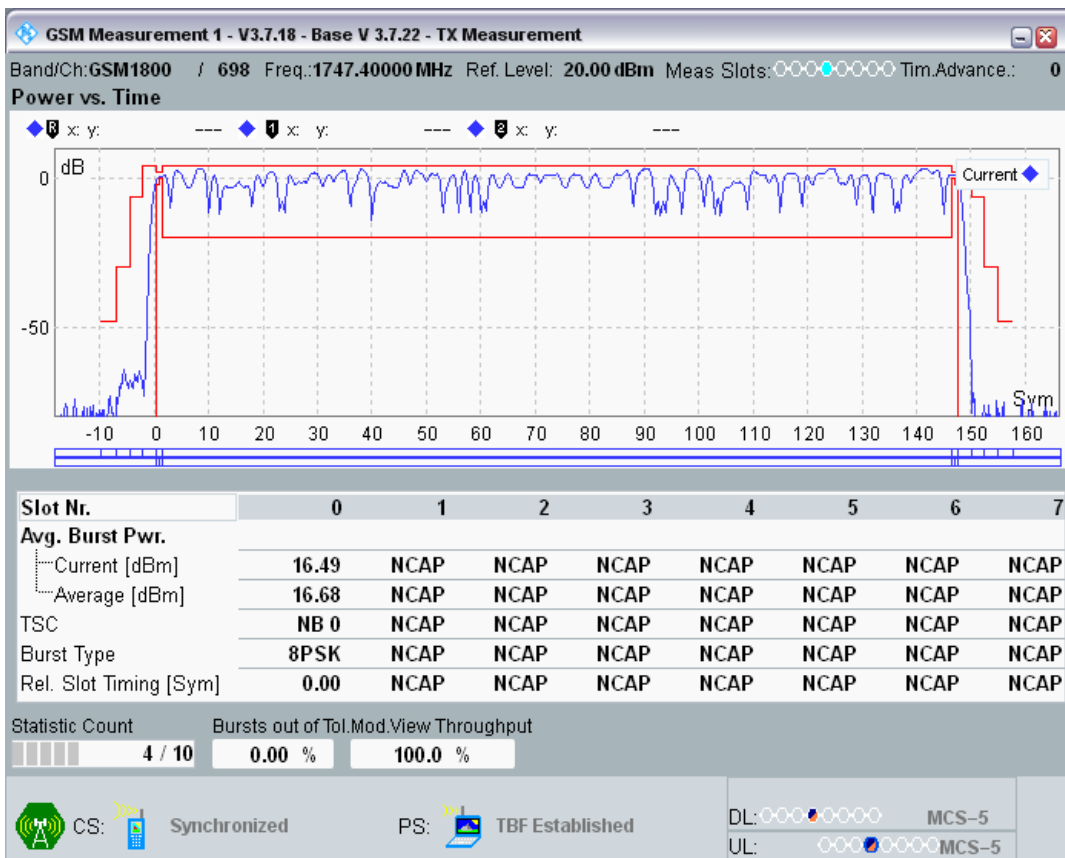 GSM Measurement 1 - V3.7.18 - Base V 3.7.22 - TX Measurement
Band/Ch:GSM1800 / 698 Freq.:1747.40000 MHz Ref. Level: 20.00 dBm Meas Slots: Tim.Advance.: 0
Power vs. Time
R x: y: --- 1 x: y: --- 2 x: y: ---
dB
Current
0
-50
Sym
-10 0 10 20 30 40 50 60 70 80 90 100 110 120 130 140 150 160
Slot Nr. 0 1 2 3 4 5 6 7
Avg. Burst Pwr.
Current [dBm] 16.49 NCAP NCAP NCAP NCAP NCAP NCAP NCAP
Average [dBm] 16.68 NCAP NCAP NCAP NCAP NCAP NCAP NCAP
TSC NB 0 NCAP NCAP NCAP NCAP NCAP NCAP NCAP
Burst Type 8PSK NCAP NCAP NCAP NCAP NCAP NCAP NCAP
Rel. Slot Timing [Sym] 0.00 NCAP NCAP NCAP NCAP NCAP NCAP NCAP
Statistic Count Bursts out of Tol.Mod.View Throughput
4 / 10 0.00 % 100.0 %
CS: Synchronized PS: TBF Established DL: MCS-5
UL: MCS-5